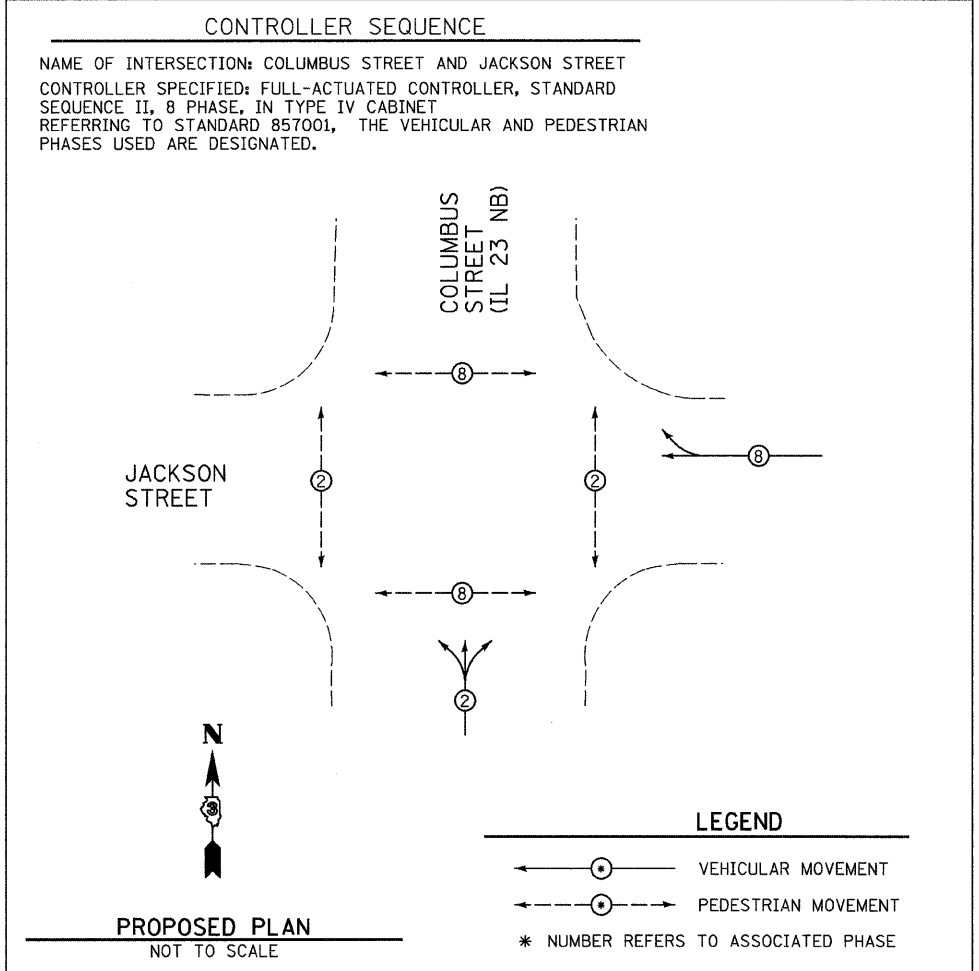 CONTROLLER SEQUENCE
NAME OF INTERSECTION: COLUMBUS STREET AND JACKSON STREET
CONTROLLER SPECIFIED: FULL-ACTUATED CONTROLLER, STANDARD
SEQUENCE II, 8 PHASE, IN TYPE IV CABINET
REFERRING TO STANDARD 857001, THE VEHICULAR AND PEDESTRIAN
PHASES USED ARE DESIGNATED.
COLUMBUS
STREET
(IL 23 NB)
8
JACKSON
STREET
2
2
8
8
2
N
3
LEGEND
* VEHICULAR MOVEMENT
* PEDESTRIAN MOVEMENT
* NUMBER REFERS TO ASSOCIATED PHASE
PROPOSED PLAN
NOT TO SCALE